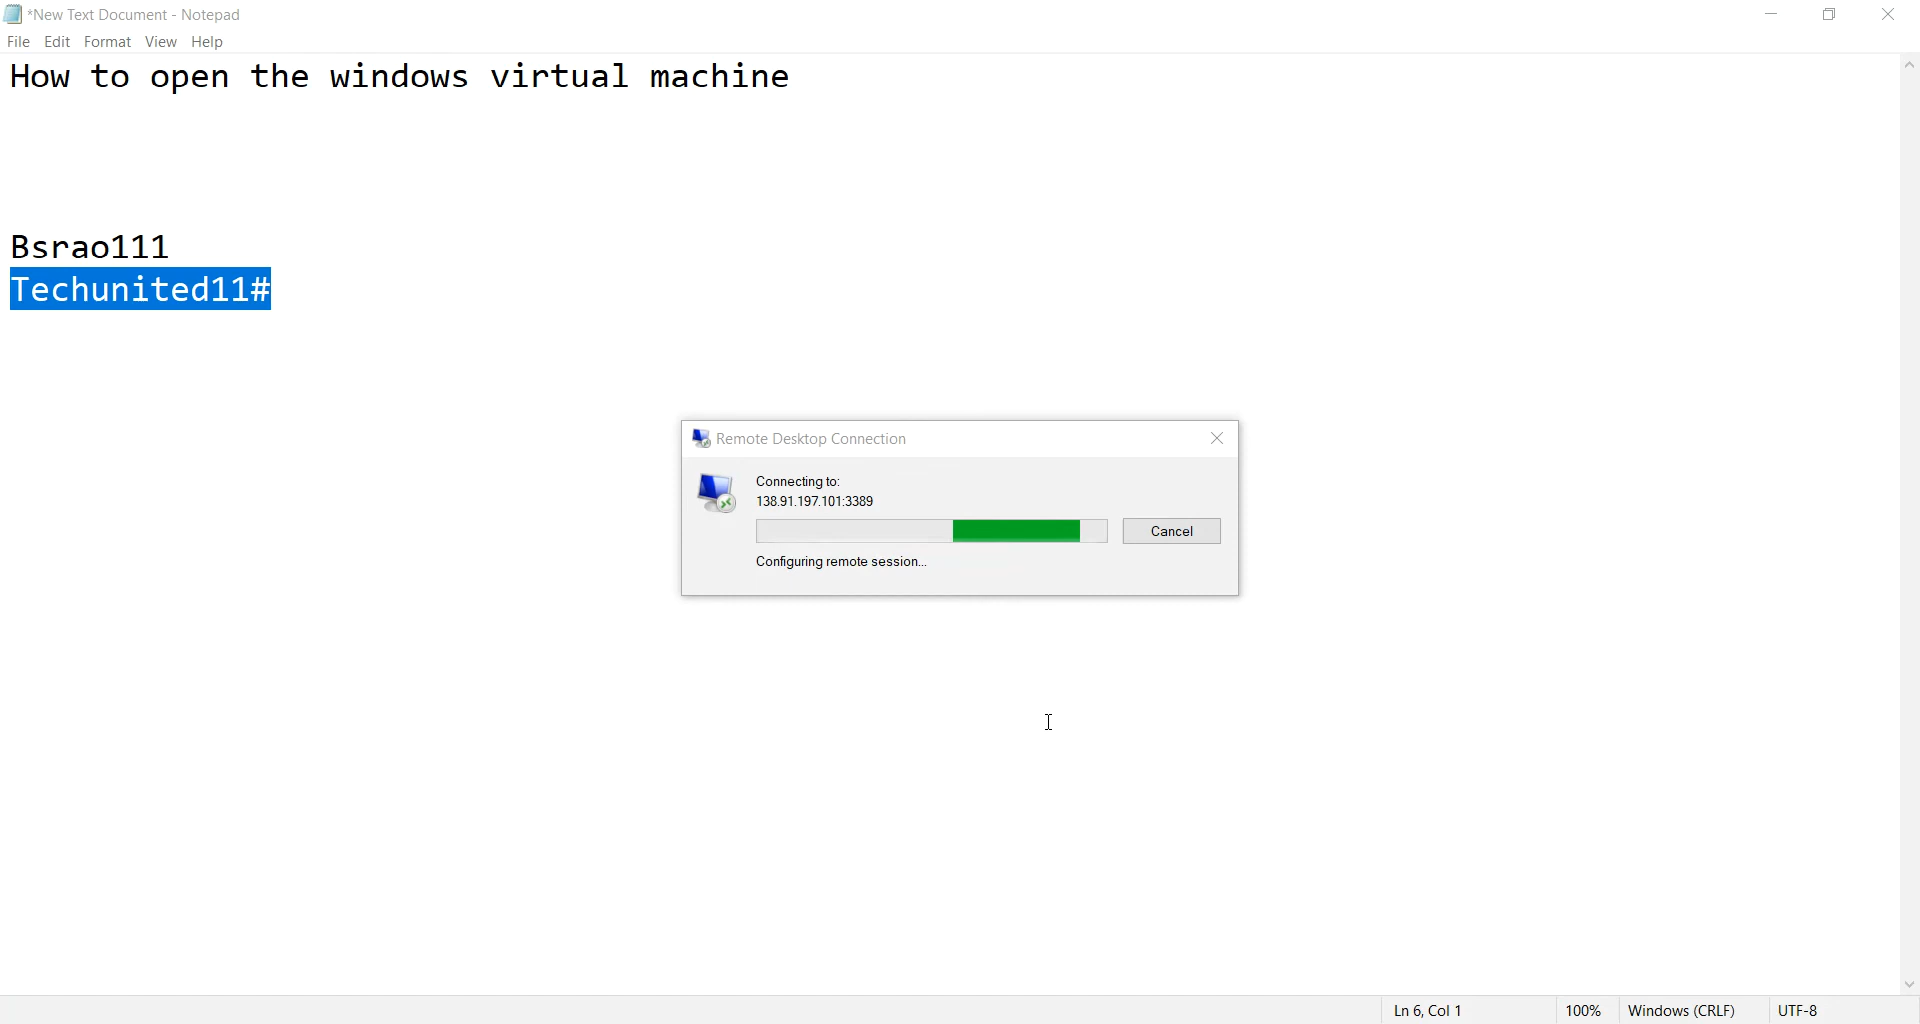 *New Text Document - Notepad
File Edit Format View Help
How to open the windows virtual machine
Bsrao111
Techunited11#
Remote Desktop Connection
Connecting to:
138.91.197.101:3389
Cancel
Configuring remote session...
Ln 6, Col 1 100% Windows (CRLF) UTF-8